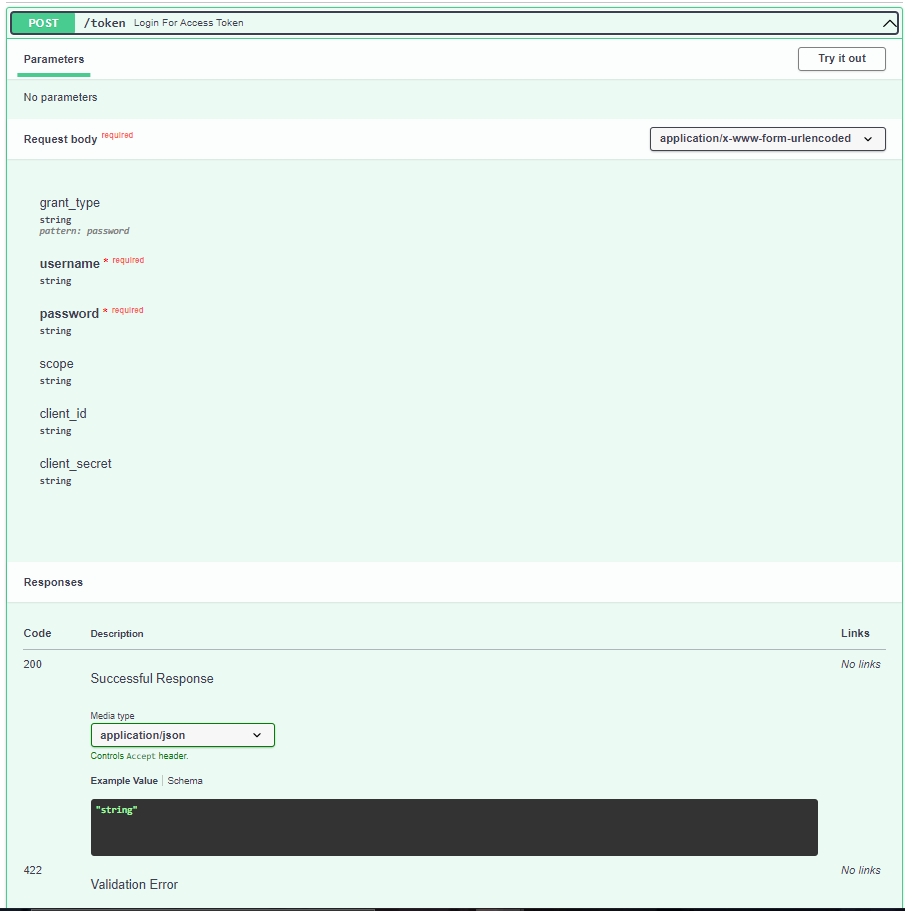 POST /token Login For Access Token
Parameters
Try it out
No parameters
Request body required
application/x-www-form-urlencoded
grant_type
string
pattern: password
username * required
string
password * required
string
scope
string
client_id
string
client_secret
string
Responses
Code Description Links
200 No links
Successful Response
Media type
application/json
Controls Accept header.
Example Value Schema
"string"
422 No links
Validation Error